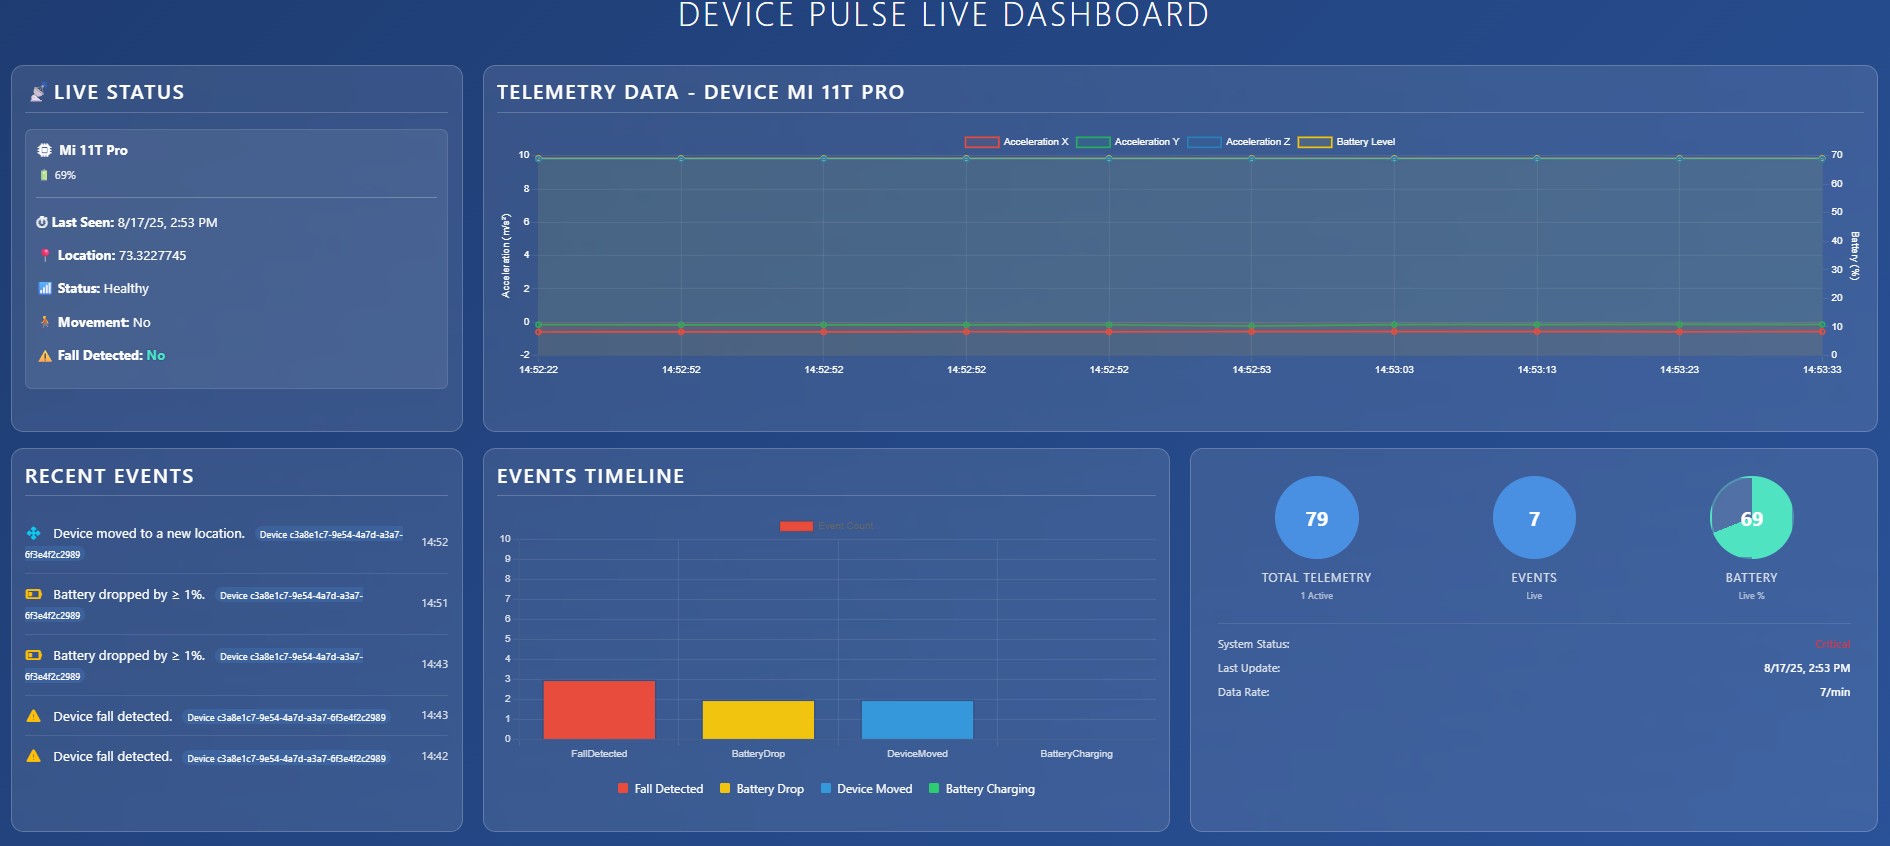 DEVICE PULSE LIVE DASHBOARD
LIVE STATUS
Mi 11T Pro
69%
Last Seen: 8/17/25, 2:53 PM
Location: 73.3227745
Status: Healthy
Movement: No
Fall Detected: No
TELEMETRY DATA - DEVICE MI 11T PRO
Acceleration X Acceleration Y Acceleration Z Battery Level
Acceleration (m/s²)
10
8
6
4
2
0
-2
70
60
50
40
30
20
10
0
Battery (%)
14:52:22 14:52:52 14:52:52 14:52:52 14:52:52 14:52:53 14:53:03 14:53:13 14:53:23 14:53:33
RECENT EVENTS
Device moved to a new location. Device c3a8e1c7-9e54-4a7d-a3a7-
6f3e4f2c2989
14:52
Battery dropped by ≥ 1%. Device c3a8e1c7-9e54-4a7d-a3a7-
6f3e4f2c2989
14:51
Battery dropped by ≥ 1%. Device c3a8e1c7-9e54-4a7d-a3a7-
6f3e4f2c2989
14:43
Device fall detected. Device c3a8e1c7-9e54-4a7d-a3a7-6f3e4f2c2989 14:43
Device fall detected. Device c3a8e1c7-9e54-4a7d-a3a7-6f3e4f2c2989 14:42
EVENTS TIMELINE
Event Count
10
9
8
7
6
5
4
3
2
1
0
FallDetected BatteryDrop DeviceMoved BatteryCharging
Fall Detected Battery Drop Device Moved Battery Charging
79
TOTAL TELEMETRY
1 Active
7
EVENTS
Live
69
BATTERY
Live %
System Status: Critical
Last Update: 8/17/25, 2:53 PM
Data Rate: 7/min